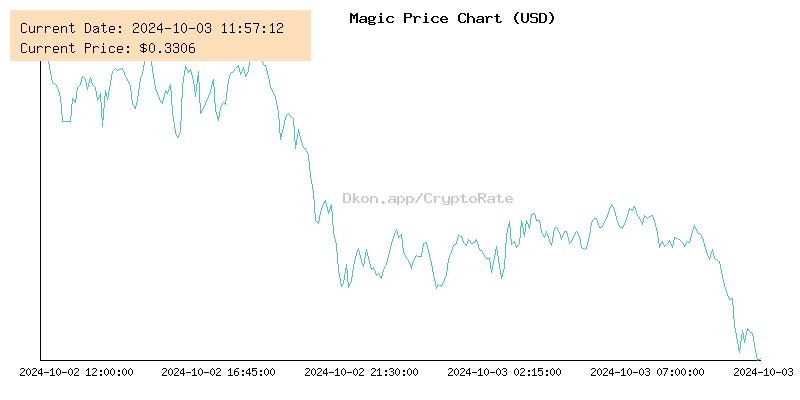 Magic Price Chart (USD)
Current Date: 2024-10-03 11:57:12
Current Price: $0.3306
Dkon.app/CryptoRate
2024-10-02 12:00:00 2024-10-02 16:45:00 2024-10-02 21:30:00 2024-10-03 02:15:00 2024-10-03 07:00:00 2024-10-03